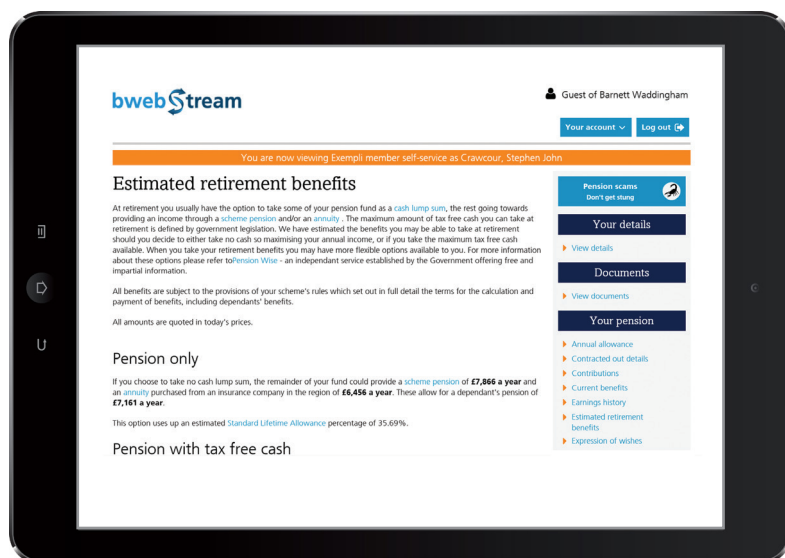 bwebStream
Guest of Barnett Waddingham
Your account
Log out
You are now viewing Exempli member self-service as Crawcour, Stephen John
Estimated retirement benefits
At retirement you usually have the option to take some of your pension fund as a cash lump sum, the rest going towards
providing an income through a scheme pension and/or an annuity . The maximum amount of tax free cash you can take at
retirement is defined by government legislation. We have estimated the benefits you may be able to take at retirement
should you decide to either take no cash so maximising your annual income, or if you take the maximum tax free cash
available. When you take your retirement benefits you may have more flexible options available to you. For more information
about these options please refer toPension Wise - an independant service established by the Government offering free and
impartial information.
All benefits are subject to the provisions of your scheme's rules which set out in full detail the terms for the calculation and
payment of benefits, including dependants' benefits.
All amounts are quoted in today's prices.
Pension only
If you choose to take no cash lump sum, the remainder of your fund could provide a scheme pension of £7,866 a year and
an annuity purchased from an insurance company in the region of £6,456 a year. These allow for a dependant's pension of
£7,161 a year.
This option uses up an estimated Standard Lifetime Allowance percentage of 35.69%.
Pension with tax free cash
Pension scams
Don't get stung
Your details
View details
Documents
View documents
Your pension
Annual allowance
Contracted out details
Contributions
Current benefits
Earnings history
Estimated retirement
benefits
Expression of wishes